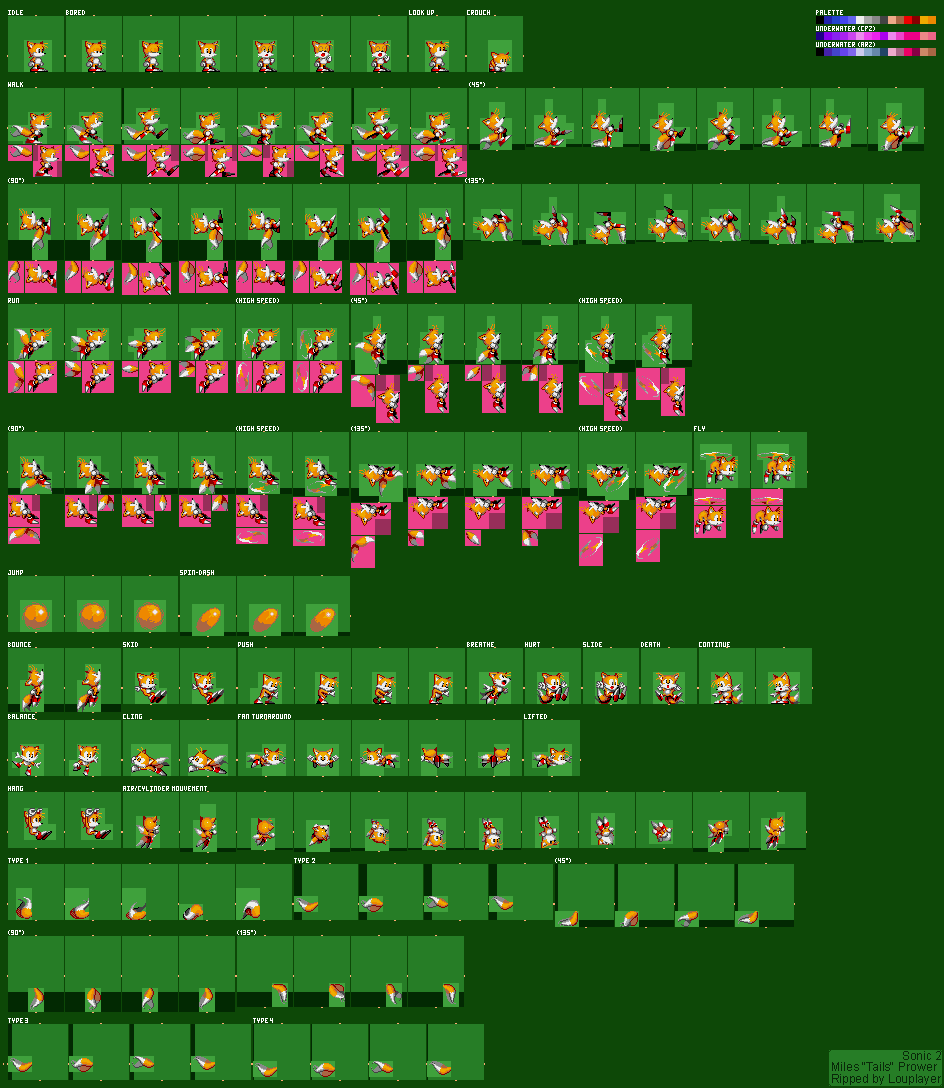 IDLE BORED LOOK UP CROUCH PALETTE
UNDERWATER (CPZ)
UNDERWATER (ARZ)
WALK (45°)
(90°) (135°)
RUN (HIGH SPEED) (45°) (HIGH SPEED)
(90°) (HIGH SPEED) (135°) (HIGH SPEED) FLY
JUMP SPIN-DASH
BOUNCE SKID PUSH BREATHE HURT SLIDE DEATH CONTINUE
BALANCE CLING FAN TURNAROUND LIFTED
HANG AIR/CYLINDER MOUVEMENT
TYPE 1 TYPE 2 (45°)
(90°) (135°)
TYPE 3 TYPE 4
Sonic 2
Miles "Tails" Prower
Ripped by Louplayer